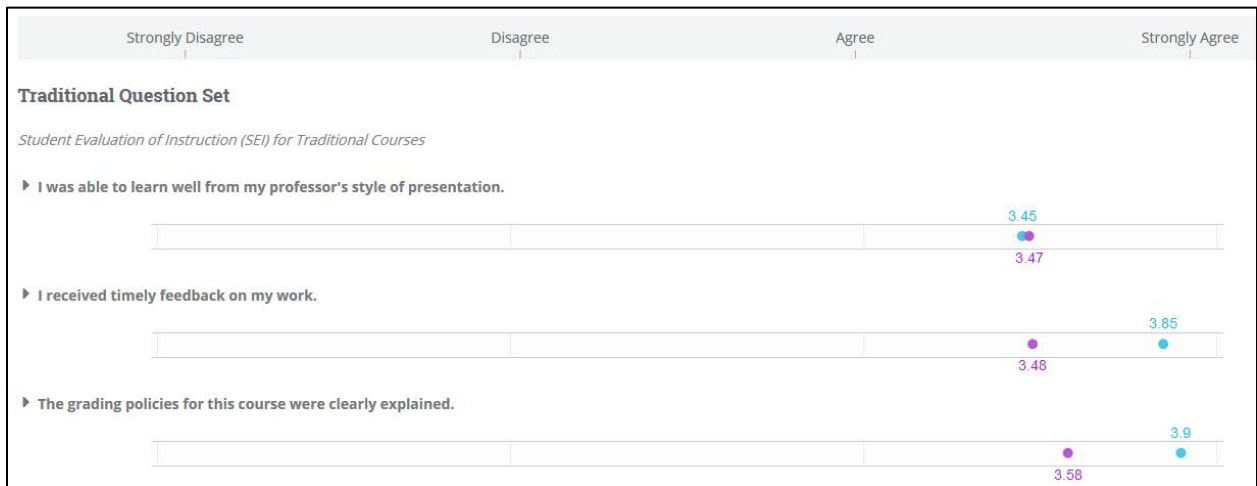 Strongly Disagree Disagree Agree Strongly Agree
Traditional Question Set
Student Evaluation of Instruction (SEI) for Traditional Courses
I was able to learn well from my professor's style of presentation.
3.45
3.47
I received timely feedback on my work.
3.85
3.48
The grading policies for this course were clearly explained.
3.9
3.58